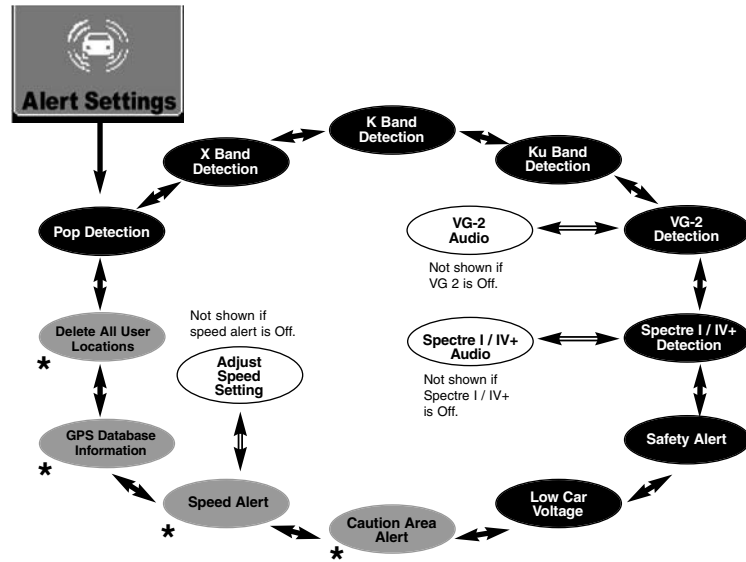 Alert Settings
K Band
Detection
X Band
Detection
Ku Band
Detection
Pop Detection
VG-2
Audio
VG-2
Detection
Not shown if
VG 2 is Off.
Not shown if
speed alert is Off.
Delete All User
Locations
*
Adjust
Speed
Setting
Spectre I / IV+
Audio
Spectre I / IV+
Detection
Not shown if
Spectre I / IV+
is Off.
GPS Database
Information
*
Safety Alert
Speed Alert
*
Low Car
Voltage
Caution Area
Alert
*